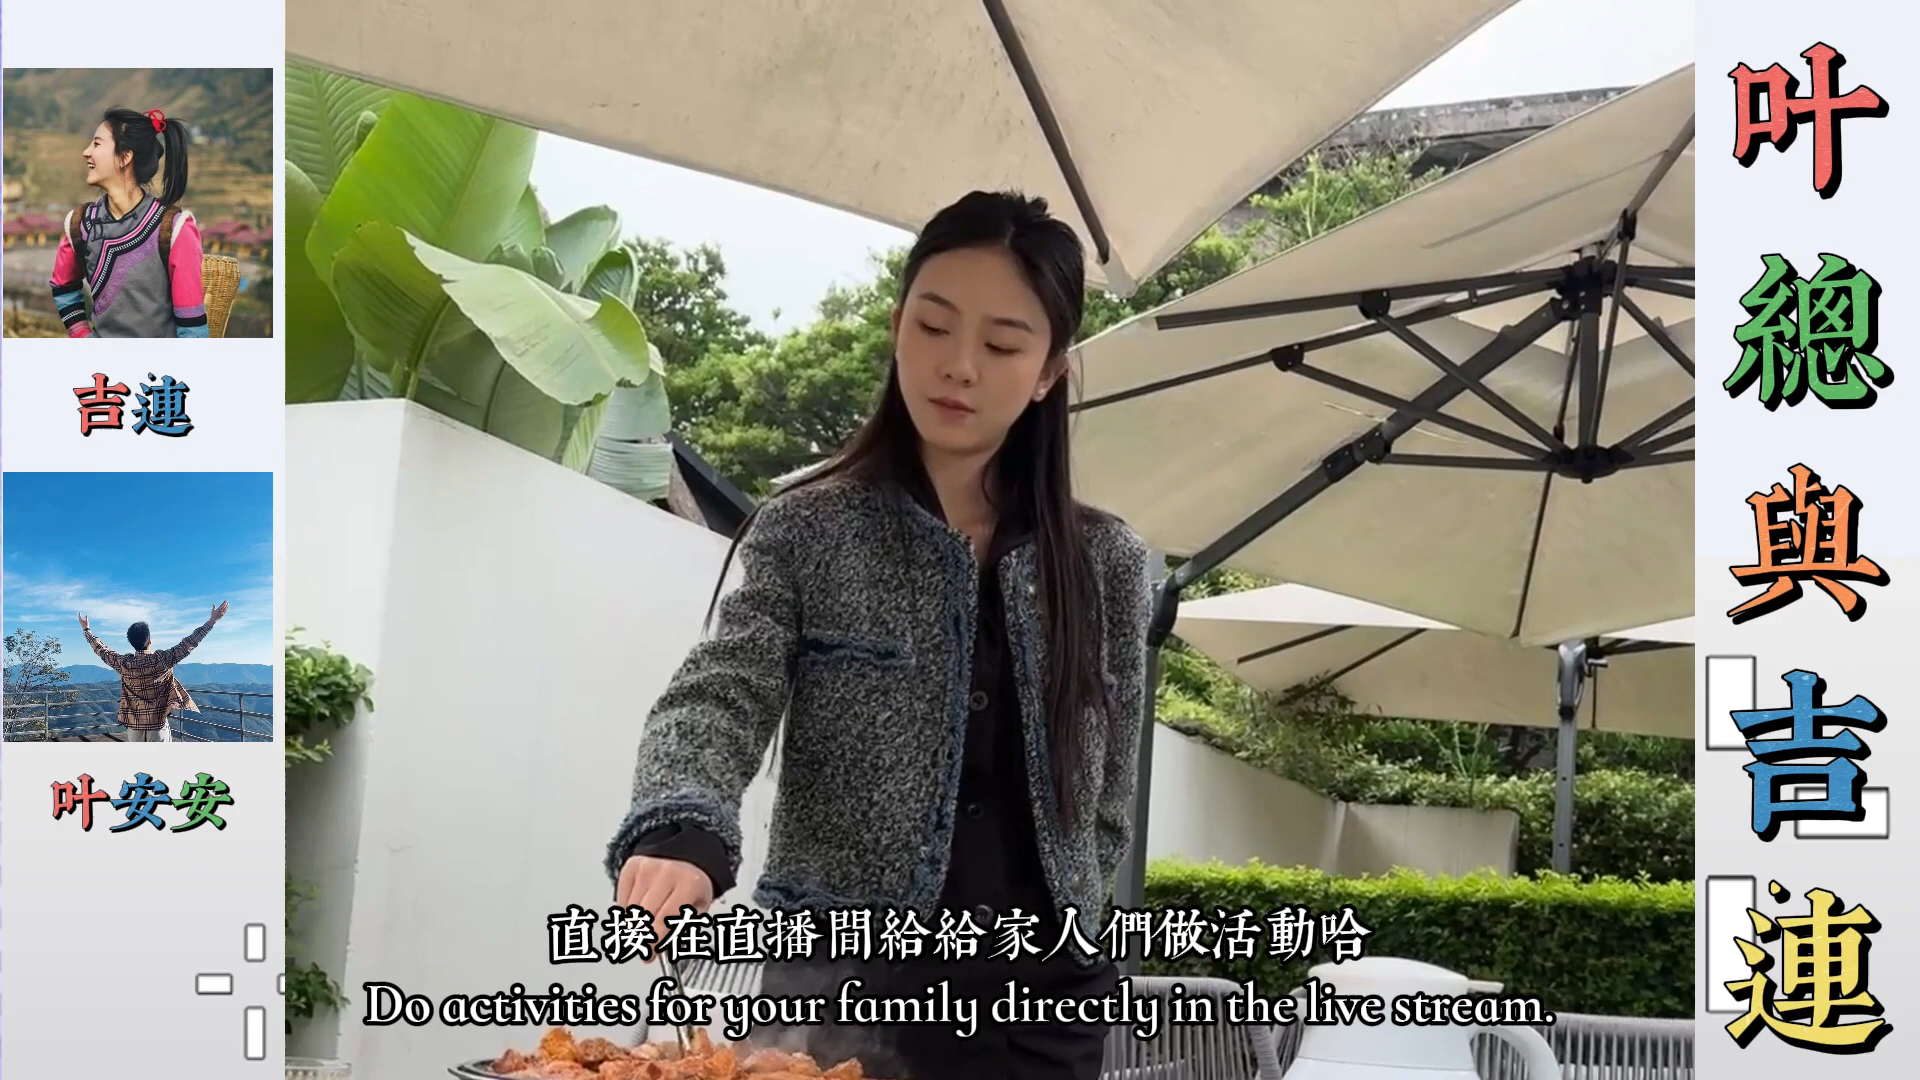 吉連
叶安安
直接在直播間給給家人們做活動哈
Do activities for your family directly in the live stream.
叶總與吉連